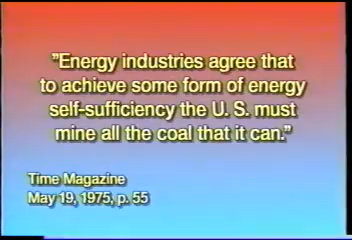 "Energy industries agree that
to achieve some form of energy
self-sufficiency the U. S. must
mine all the coal that it can."
Time Magazine
May 19, 1975, p. 55